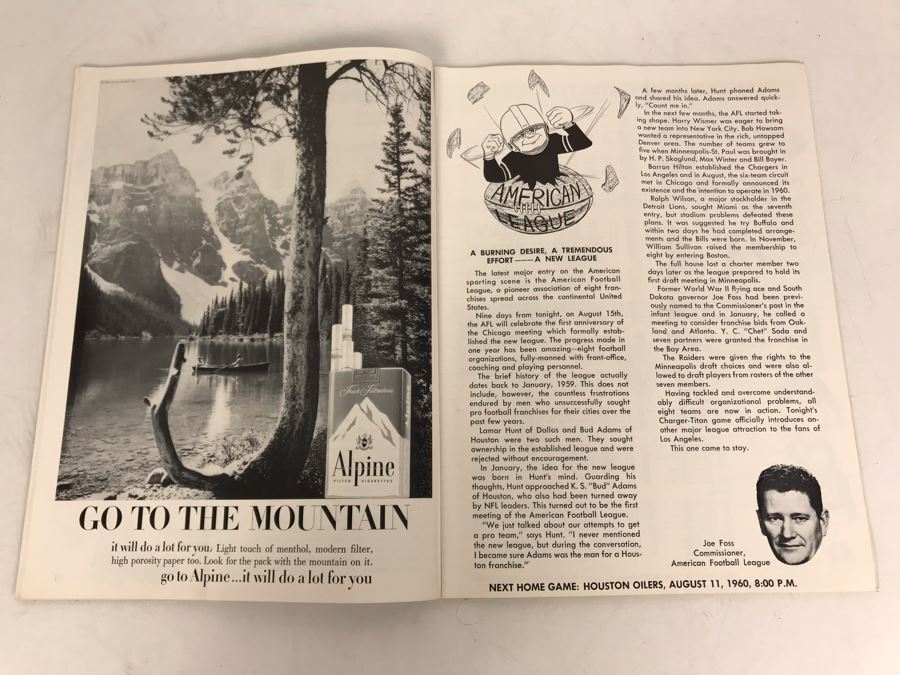 Fresh Filteration
Alpine
FILTER CIGARETTES
GO TO THE MOUNTAIN
it will do a lot for you. Light touch of menthol, modern filter,
high porosity paper too. Look for the pack with the mountain on it.
go to Alpine...it will do a lot for you
AMERICAN
LEAGUE
A BURNING DESIRE, A TREMENDOUS
EFFORT——A NEW LEAGUE
The latest major entry on the American
sporting scene is the American Football
League, a pioneer association of eight fran-
chises spread across the continental United
States.
Nine days from tonight, on August 15th,
the AFL will celebrate the first anniversary of
the Chicago meeting which formally estab-
lished the new league. The progress made in
one year has been amazing—eight football
organizations, fully-manned with front-office,
coaching and playing personnel.
The brief history of the league actually
dates back to January, 1959. This does not
include, however, the countless frustrations
endured by men who unsuccessfully sought
pro football franchises for their cities over the
past few years.
Lamar Hunt of Dallas and Bud Adams of
Houston were two such men. They sought
ownership in the established league and were
rejected without encouragement.
In January, the idea for the new league
was born in Hunt's mind. Guarding his
thoughts, Hunt approached K. S. "Bud" Adams
of Houston, who also had been turned away
by NFL leaders. This turned out to be the first
meeting of the American Football League.
"We just talked about our attempts to get
a pro team," says Hunt. "I never mentioned
the new league, but during the conversation,
I became sure Adams was the man for a Hous-
ton franchise."
A few months later, Hunt phoned Adams
and shared his idea. Adams answered quick-
ly, "Count me in."
In the next few months, the AFL started tak-
ing shape. Harry Wismer was eager to bring
a new team into New York City. Bob Howsam
wanted a representative in the rich, untapped
Denver area. The number of teams grew to
five when Minneapolis-St. Paul was brought in
by H. P. Skoglund, Max Winter and Bill Boyer.
Barron Hilton established the Chargers in
Los Angeles and in August, the six-team circuit
met in Chicago and formally announced its
existence and the intention to operate in 1960.
Ralph Wilson, a major stockholder in the
Detroit Lions, sought Miami as the seventh
entry, but stadium problems defeated these
plans. It was suggested he try Buffalo and
within two days he had completed arrange-
ments and the Bills were born. In November,
William Sullivan raised the membership to
eight by entering Boston.
The full house lost a charter member two
days later as the league prepared to hold its
first draft meeting in Minneapolis.
Former World War II flying ace and South
Dakota governor Joe Foss had been previ-
ously named to the Commissioner's post in the
infant league and in January, he called a
meeting to consider franchise bids from Oak-
land and Atlanta. Y. C. "Chet" Soda and
seven partners were granted the franchise in
the Bay Area.
The Raiders were given the rights to the
Minneapolis draft choices and were also al-
lowed to draft players from rosters of the other
seven members.
Having tackled and overcome understand-
ably difficult organizational problems, all
eight teams are now in action. Tonight's
Charger-Titan game officially introduces an-
other major league attraction to the fans of
Los Angeles.
This one came to stay.
Joe Foss
Commissioner,
American Football League
NEXT HOME GAME: HOUSTON OILERS, AUGUST 11, 1960, 8:00 P.M.